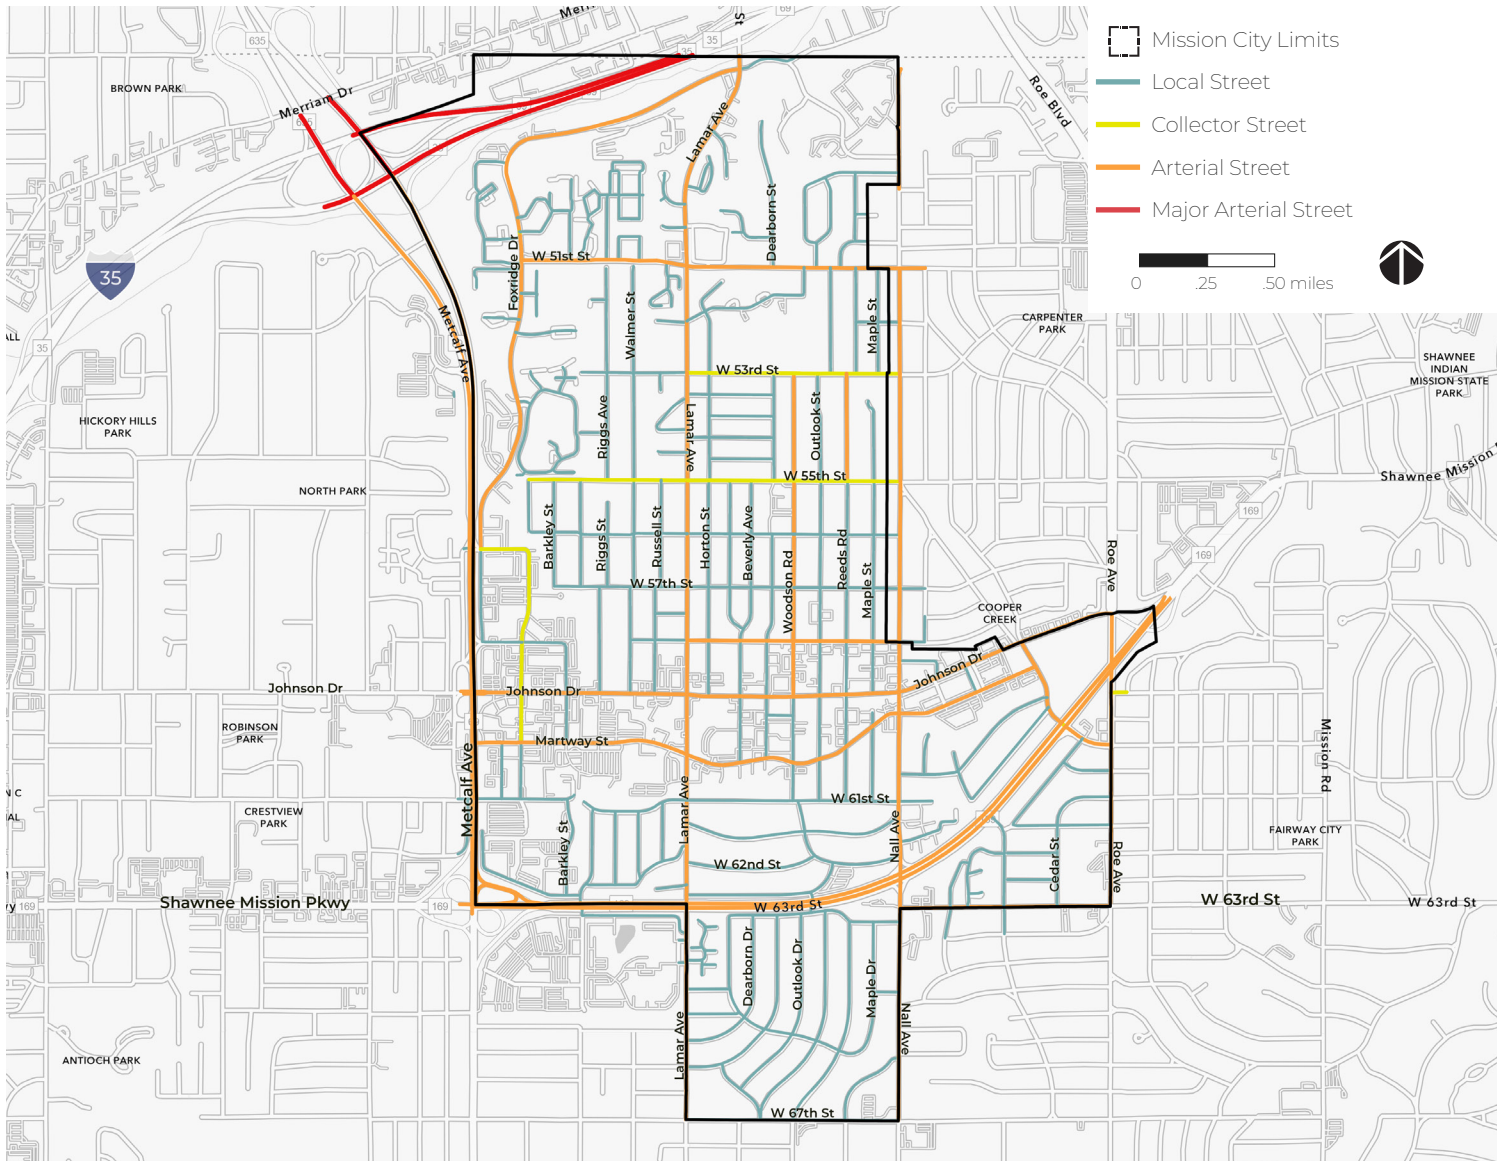 Mission City Limits
Local Street
Collector Street
Arterial Street
Major Arterial Street
0 .25 .50 miles
635
69
35
35
St
BROWN PARK
Merriam Dr
Roe Blvd
Lamar Ave
35
Dearborn St
W 51st St
Foxridge Dr
Metcalf Ave
Walmer St
Maple St
CARPENTER
PARK
35
SHAWNEE
INDIAN
MISSION STATE
PARK
W 53rd St
HICKORY HILLS
PARK
Riggs Ave
Lamar Ave
Outlook St
W 55th St
Shawnee Mission
NORTH PARK
169
Barkley St
Riggs St
Russell St
Horton St
Beverly Ave
Woodson Rd
Reeds Rd
Maple St
Roe Ave
169
W 57th St
COOPER
CREEK
Johnson Dr
Johnson Dr
Johnson Dr
ROBINSON
PARK
Martway St
Metcalf Ave
Mission Rd
CRESTVIEW
PARK
Lamar Ave
W 61st St
Nall Ave
FAIRWAY CITY
PARK
Barkley St
W 62nd St
Cedar St
Roe Ave
169
Shawnee Mission Pkwy
169
W 63rd St
W 63rd St
W 63rd St
Dearborn Dr
Outlook Dr
Maple Dr
Lamar Ave
Nall Ave
ANTIOCH PARK
W 67th St